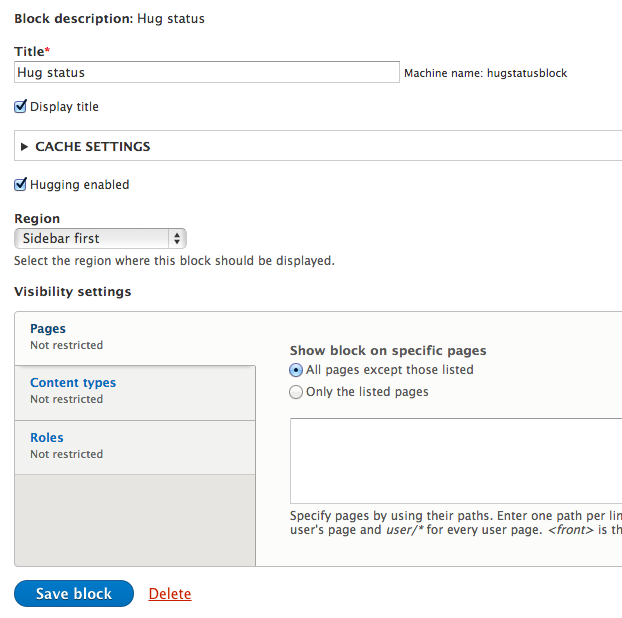 Block description: Hug status
Title*
Hug status
Machine name: hugstatusblock
Display title
CACHE SETTINGS
Hugging enabled
Region
Sidebar first
Select the region where this block should be displayed.
Visibility settings
Pages
Not restricted
Content types
Not restricted
Roles
Not restricted
Show block on specific pages
All pages except those listed
Only the listed pages
Specify pages by using their paths. Enter one path per
user's page and user/* for every user page. <front> is
Save block
Delete